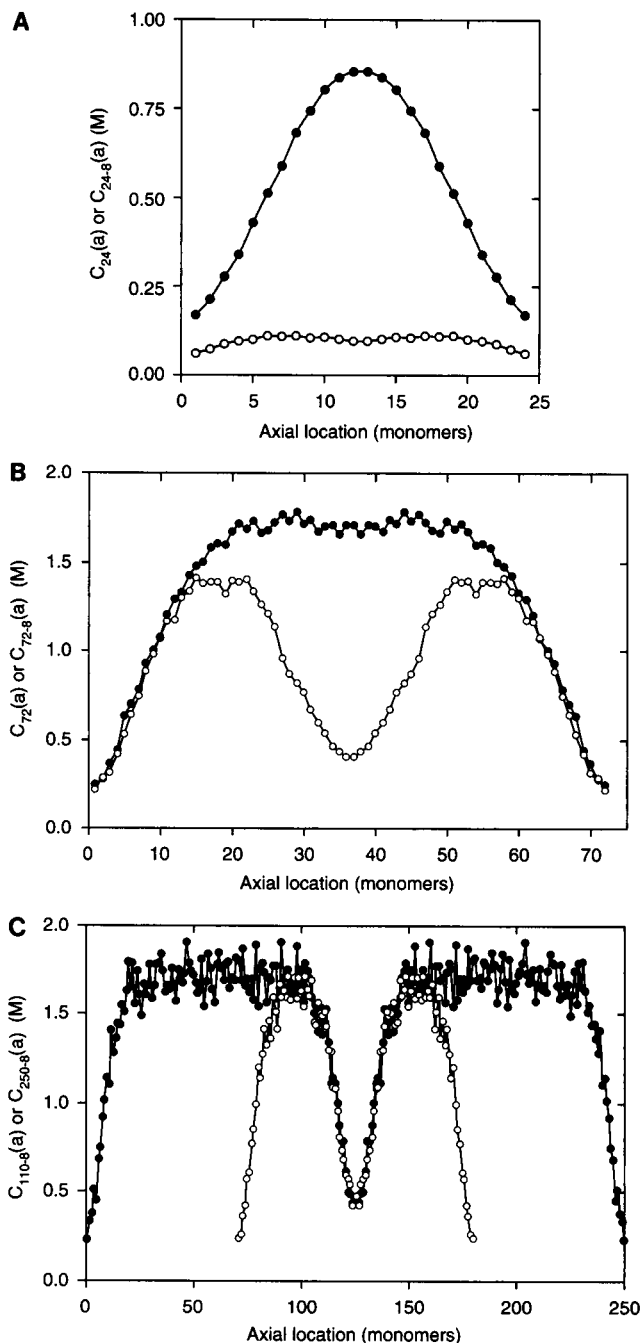 A
C₂₄(a) or C₂₄₋₈(a) (M)
1.00
0.75
0.50
0.25
0.00
0 5 10 15 20 25
Axial location (monomers)
B
C₇₂(a) or C₇₂₋₈(a) (M)
2.0
1.5
1.0
0.5
0.0
0 10 20 30 40 50 60 70
Axial location (monomers)
C
C₁₁₀₋₈(a) or C₂₅₀₋₈(a) (M)
2.0
1.5
1.0
0.5
0.0
0 50 100 150 200 250
Axial location (monomers)